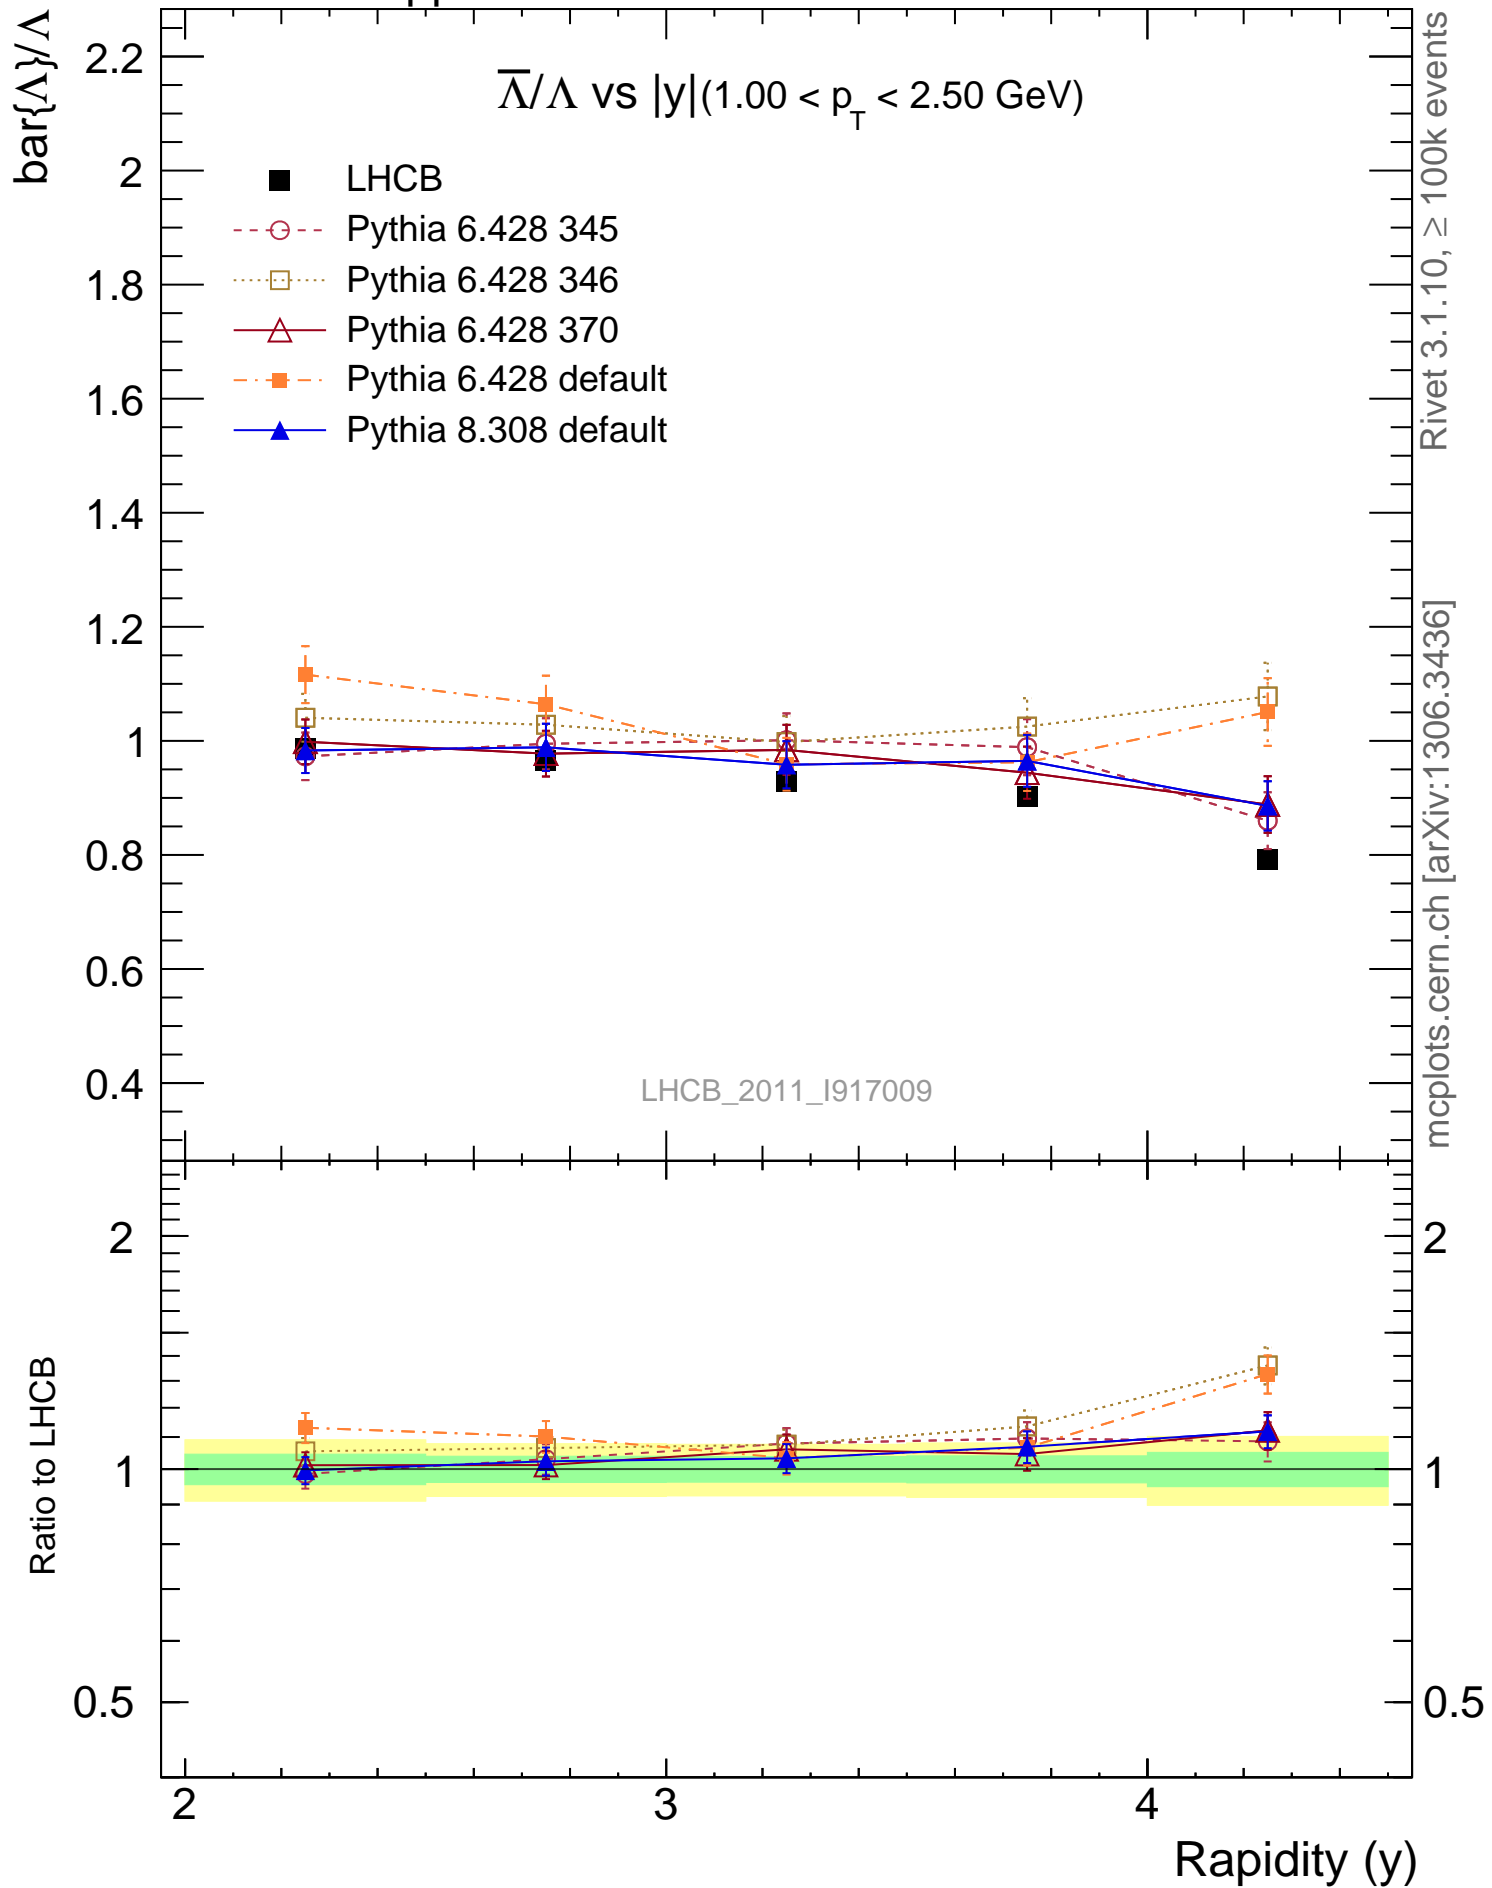 bar{Λ}/Λ
Λ̅/Λ vs |y|(1.00 < p_T < 2.50 GeV)
LHCB
Pythia 6.428 345
Pythia 6.428 346
Pythia 6.428 370
Pythia 6.428 default
Pythia 8.308 default
2.2
2
1.8
1.6
1.4
1.2
1
0.8
0.6
0.4
LHCB_2011_I917009
Rivet 3.1.10, ≥ 100k events
mcplots.cern.ch [arXiv:1306.3436]
Ratio to LHCB
2
1
0.5
2
1
0.5
2
3
4
Rapidity (y)